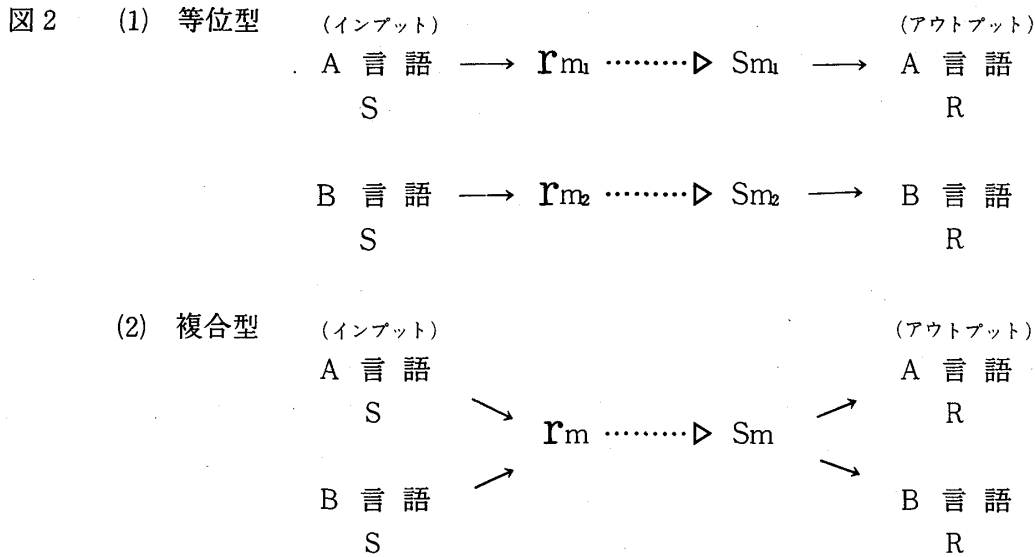 図2 (1) 等位型 (インプット) (アウトプット)
A 言語 → rm₁ ………▷ Sm₁ → A 言語
S R
B 言語 → rm₂ ………▷ Sm₂ → B 言語
S R
(2) 複合型 (インプット) (アウトプット)
A 言語 A 言語
S R
rm ………▷ Sm
B 言語 B 言語
S R